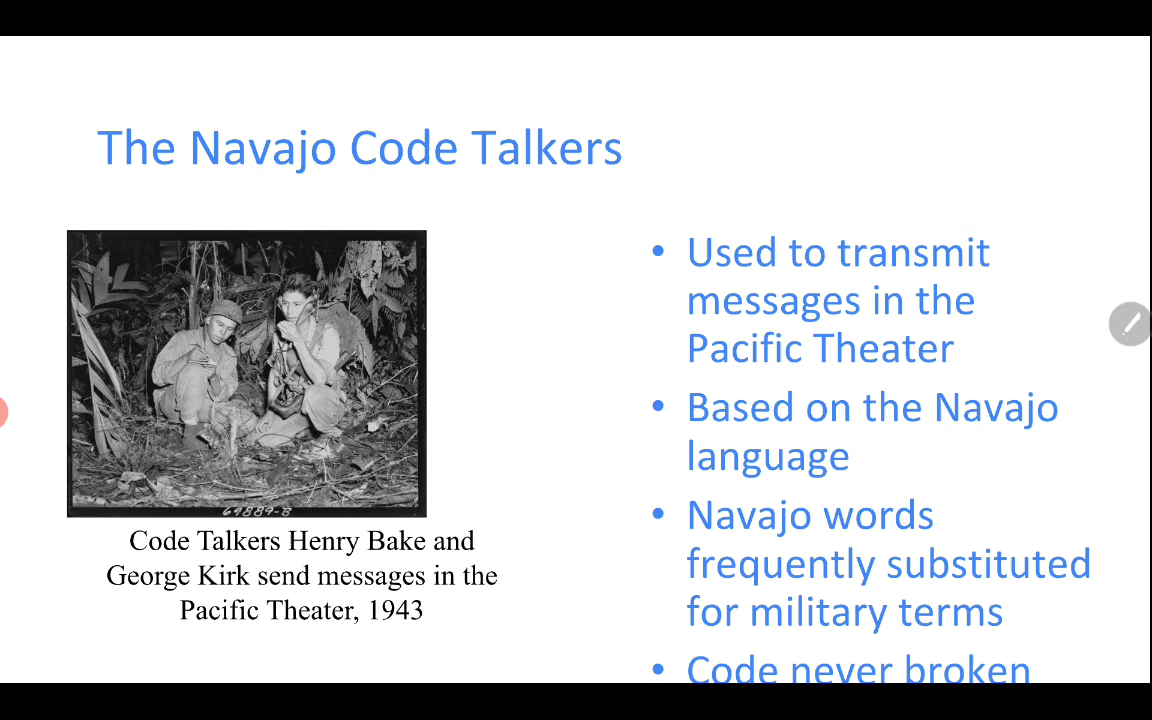 The Navajo Code Talkers
69889-B
Code Talkers Henry Bake and
George Kirk send messages in the
Pacific Theater, 1943
• Used to transmit
messages in the
Pacific Theater
• Based on the Navajo
language
• Navajo words
frequently substituted
for military terms
• Code never broken